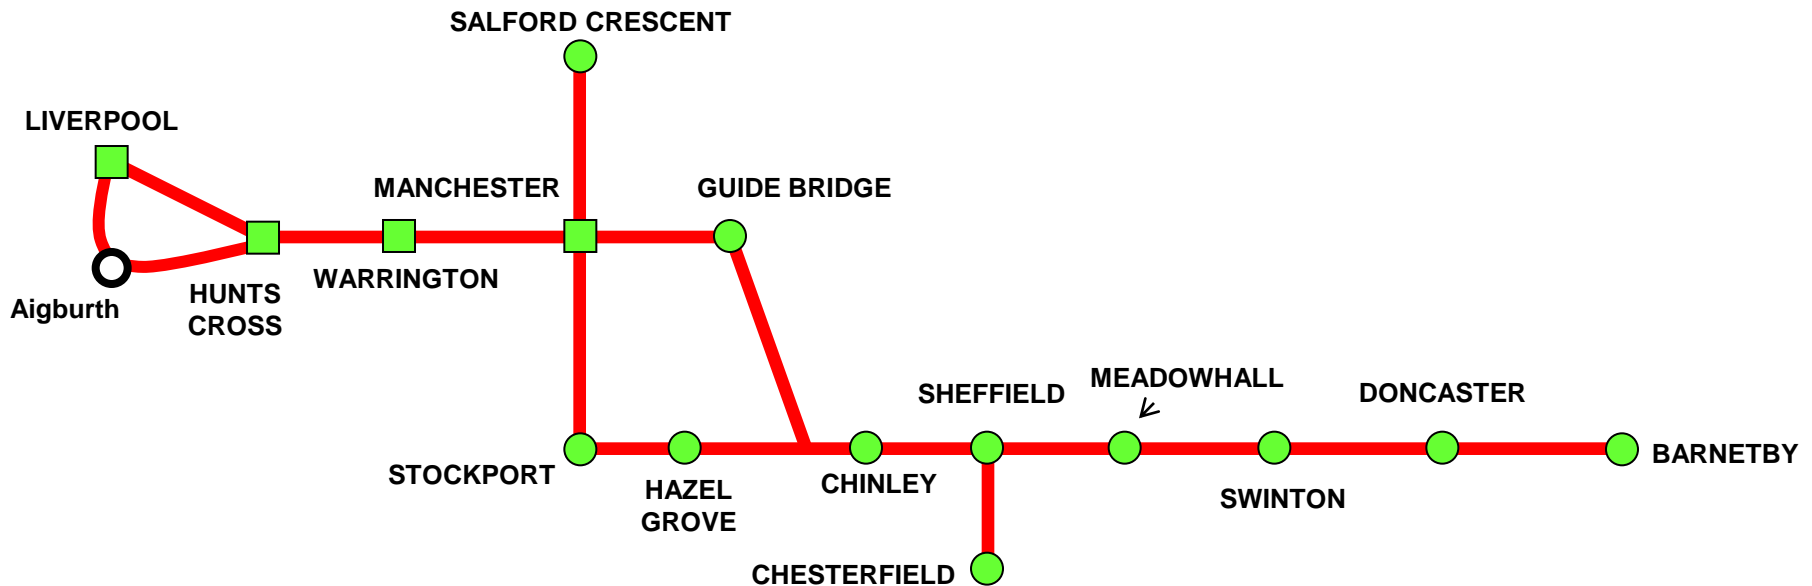 SALFORD CRESCENT
LIVERPOOL
MANCHESTER
GUIDE BRIDGE
WARRINGTON
HUNTS
CROSS
Aigburth
MEADOWHALL
SHEFFIELD
DONCASTER
BARNETBY
STOCKPORT
HAZEL
GROVE
CHINLEY
SWINTON
CHESTERFIELD